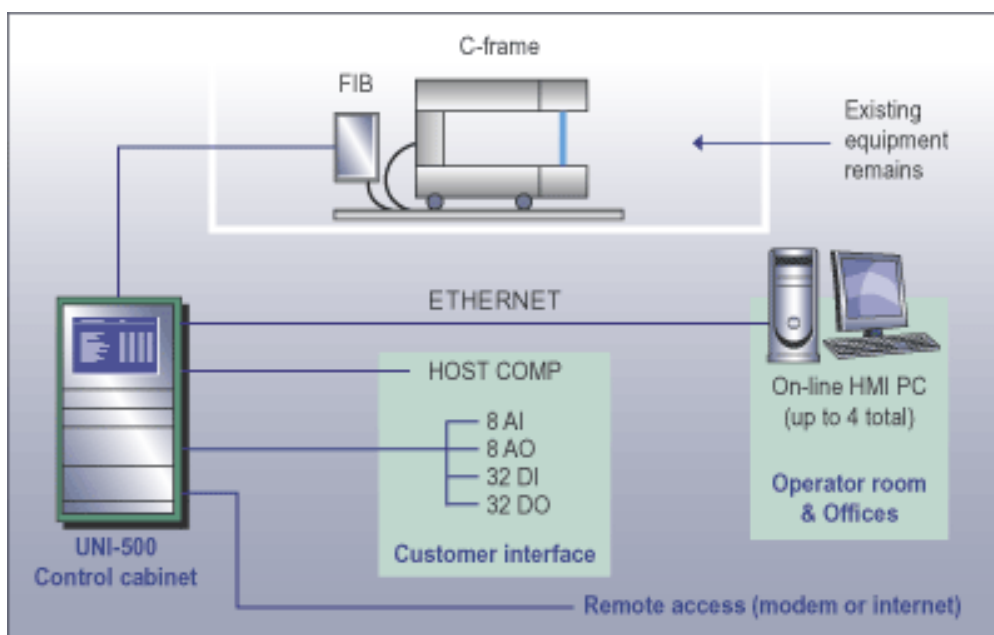 C-frame
FIB
Existing
equipment
remains
ETHERNET
HOST COMP
8 AI
8 AO
32 DI
32 DO
Customer interface
On-line HMI PC
(up to 4 total)
Operator room
& Offices
UNI-500
Control cabinet
Remote access (modem or internet)